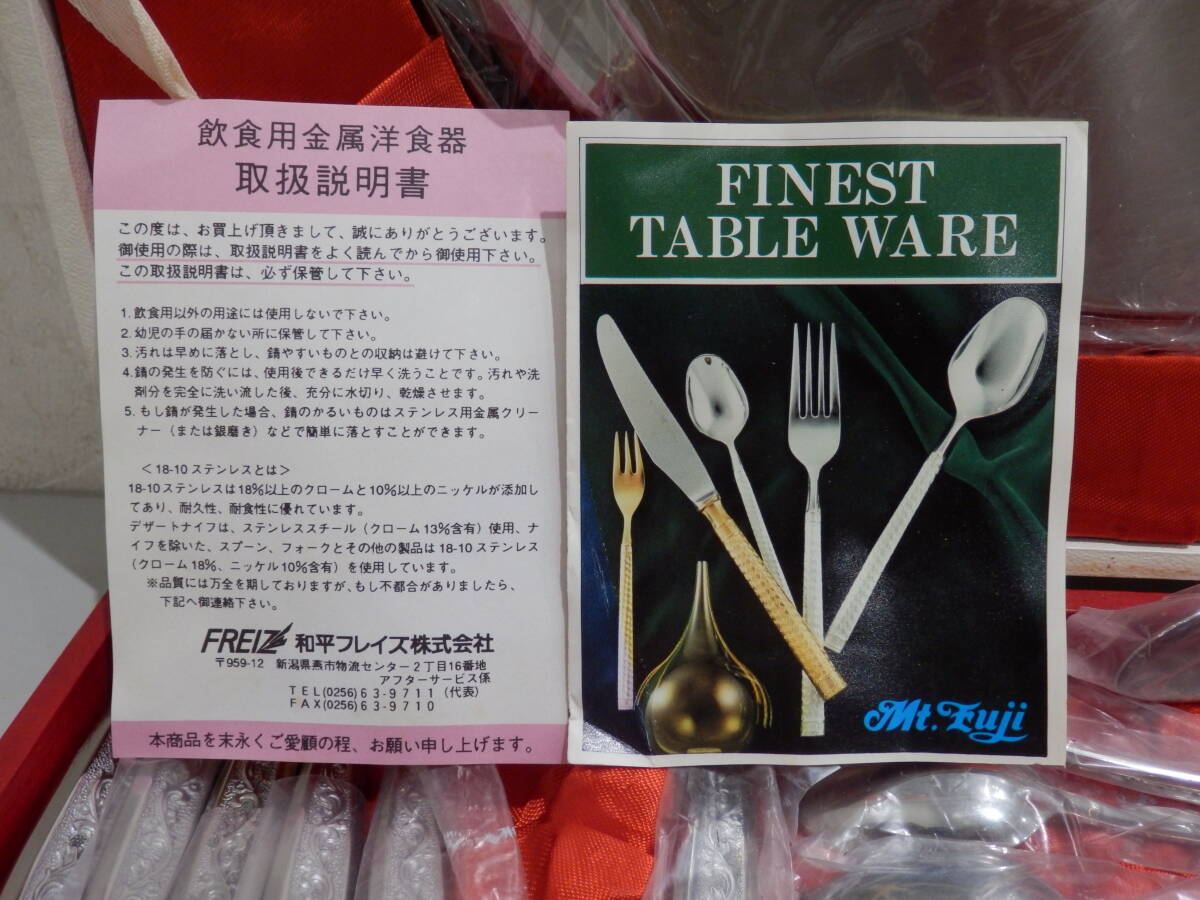 飲食用金属洋食器
取扱説明書
この度は、お買上げ頂きまして、誠にありがとうございます。
御使用の際は、取扱説明書をよく読んでから御使用下さい。
この取扱説明書は、必ず保管して下さい。
1. 飲食用以外の用途には使用しないで下さい。
2. 幼児の手の届かない所に保管して下さい。
3. 汚れは早めに落とし、錆やすいものとの収納は避けて下さい。
4. 錆の発生を防ぐには、使用後できるだけ早く洗うことです。汚れや洗
剤分を完全に洗い流した後、充分に水切り、乾燥させます。
5. もし錆が発生した場合、錆のかるいものはステンレス用金属クリー
ナー（または銀磨き）などで簡単に落とすことができます。
＜18-10 ステンレスとは＞
18-10 ステンレスは18%以上のクロームと10%以上のニッケルが添加し
てあり、耐久性、耐食性に優れています。
デザートナイフは、ステンレススチール（クローム13%含有）使用、ナ
イフを除いた、スプーン、フォークとその他の製品は18-10 ステンレス
（クローム18%、ニッケル10%含有）を使用しています。
※品質には万全を期しておりますが、もし不都合がありましたら、
下記へ御連絡下さい。
FREIZ 和平フレイズ株式会社
〒959-12 新潟県燕市物流センター2丁目16番地
アフターサービス係
TEL(0256)63-9711（代表）
FAX(0256)63-9710
本商品を末永くご愛顧の程、お願い申し上げます。
FINEST
TABLE WARE
Mt. Fuji